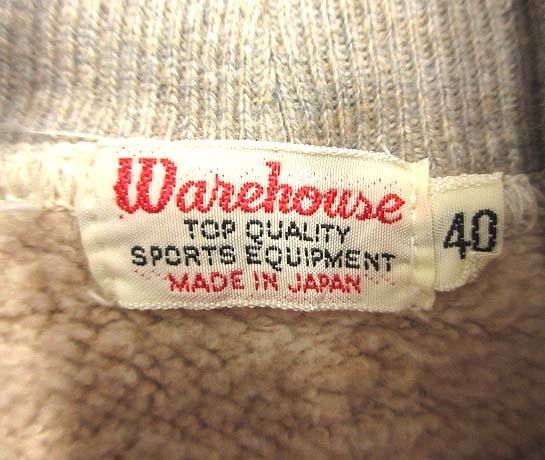 Warehouse
TOP QUALITY
SPORTS EQUIPMENT
MADE IN JAPAN
40